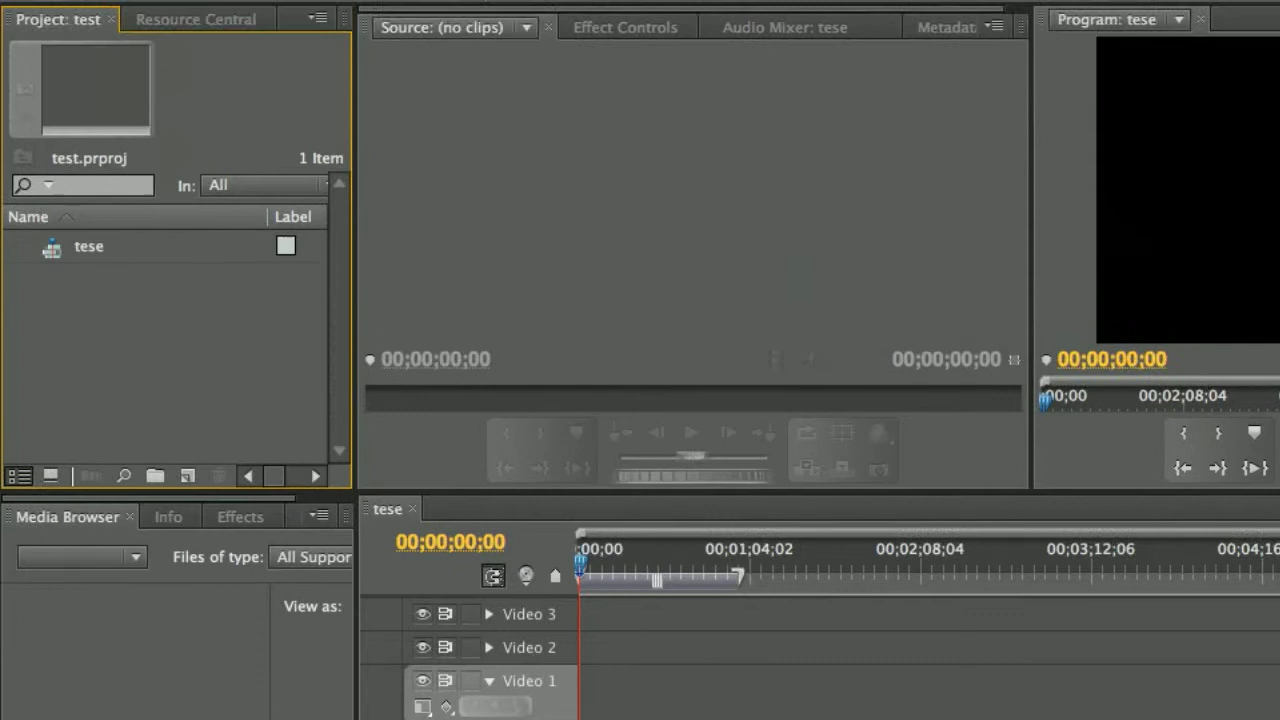 Project: test
Resource Central
test.prproj
1 Item
In: All
Name
Label
tese
Source: (no clips)
Effect Controls
Audio Mixer: tese
Metadat
00;00;00;00
00;00;00;00
Program: tese
00;00;00;00
00;00
00;02;08;04
Media Browser
Info
Effects
Files of type:
All Suppor
View as:
tese
00;00;00;00
;00;00
00;01;04;02
00;02;08;04
00;03;12;06
00;04;16
Video 3
Video 2
Video 1